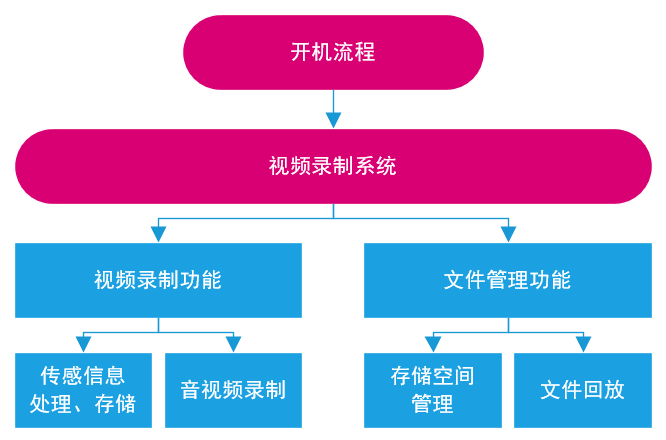 开机流程
视频录制系统
视频录制功能
文件管理功能
传感信息
处理、存储
音视频录制
存储空间
管理
文件回放